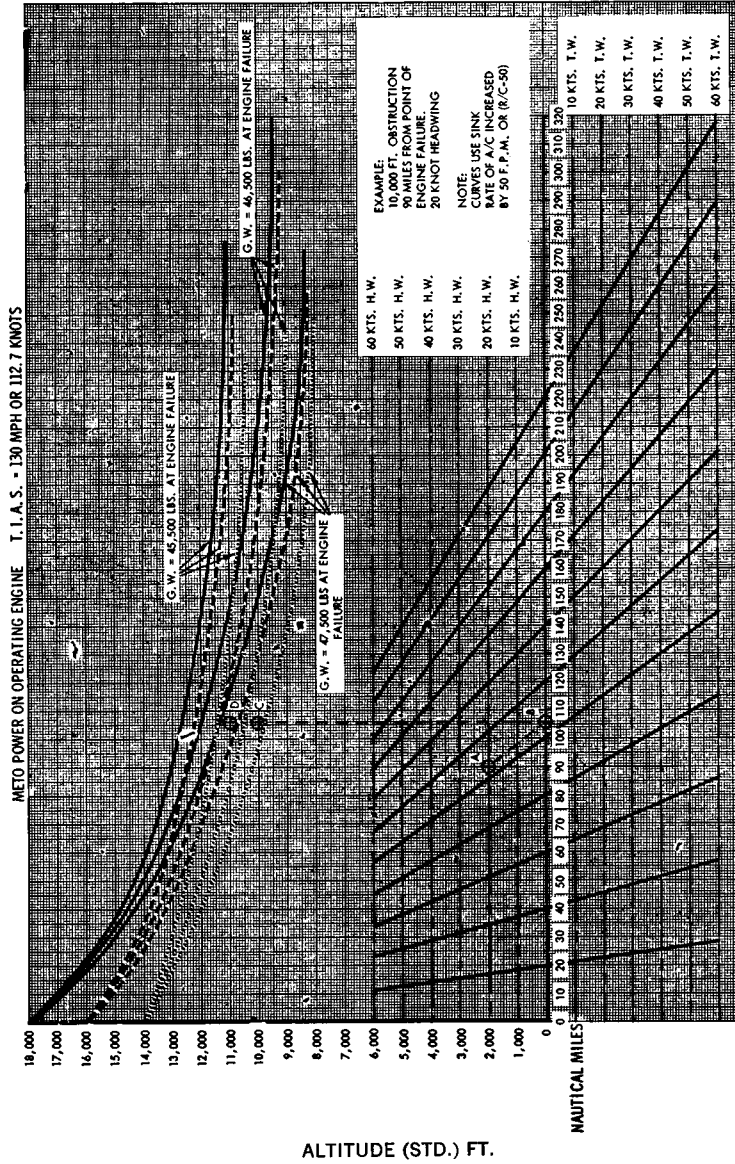 METO POWER ON OPERATING ENGINE T. I. A. S. = 130 MPH OR 112. 7 KNOTS
G.W. = 45,500 LBS. AT ENGINE FAILURE
G.W. = 46,500 LBS. AT ENGINE FAILURE
G.W. = 47,500 LBS AT ENGINE
FAILURE
EXAMPLE:
10,000 FT. OBSTRUCTION
90 MILES FROM POINT OF
ENGINE FAILURE.
20 KNOT HEADWING
NOTE:
CURVES USE SINK
RATE OF A/C INCREASED
BY 50 F.P.M. OR (R/C-50)
60 KTS. H.W.
50 KTS. H.W.
40 KTS. H.W.
30 KTS. H.W.
20 KTS. H.W.
10 KTS. H.W.
10 KTS. T.W.
20 KTS. T.W.
30 KTS. T.W.
40 KTS. T.W.
50 KTS. T.W.
60 KTS. T.W.
18,000
17,000
16,000
15,000
14,000
13,000
12,000
11,000
10,000
9,000
8,000
7,000
6,000
5,000
4,000
3,000
2,000
1,000
0
D
C
A
B
0 10 20 30 40 50 60 70 80 90 100 110 120 130 140 150 160 170 180 190 200 210 220 230 240 250 260 270 280 290 300 310 320
NAUTICAL MILES
ALTITUDE (STD.) FT.